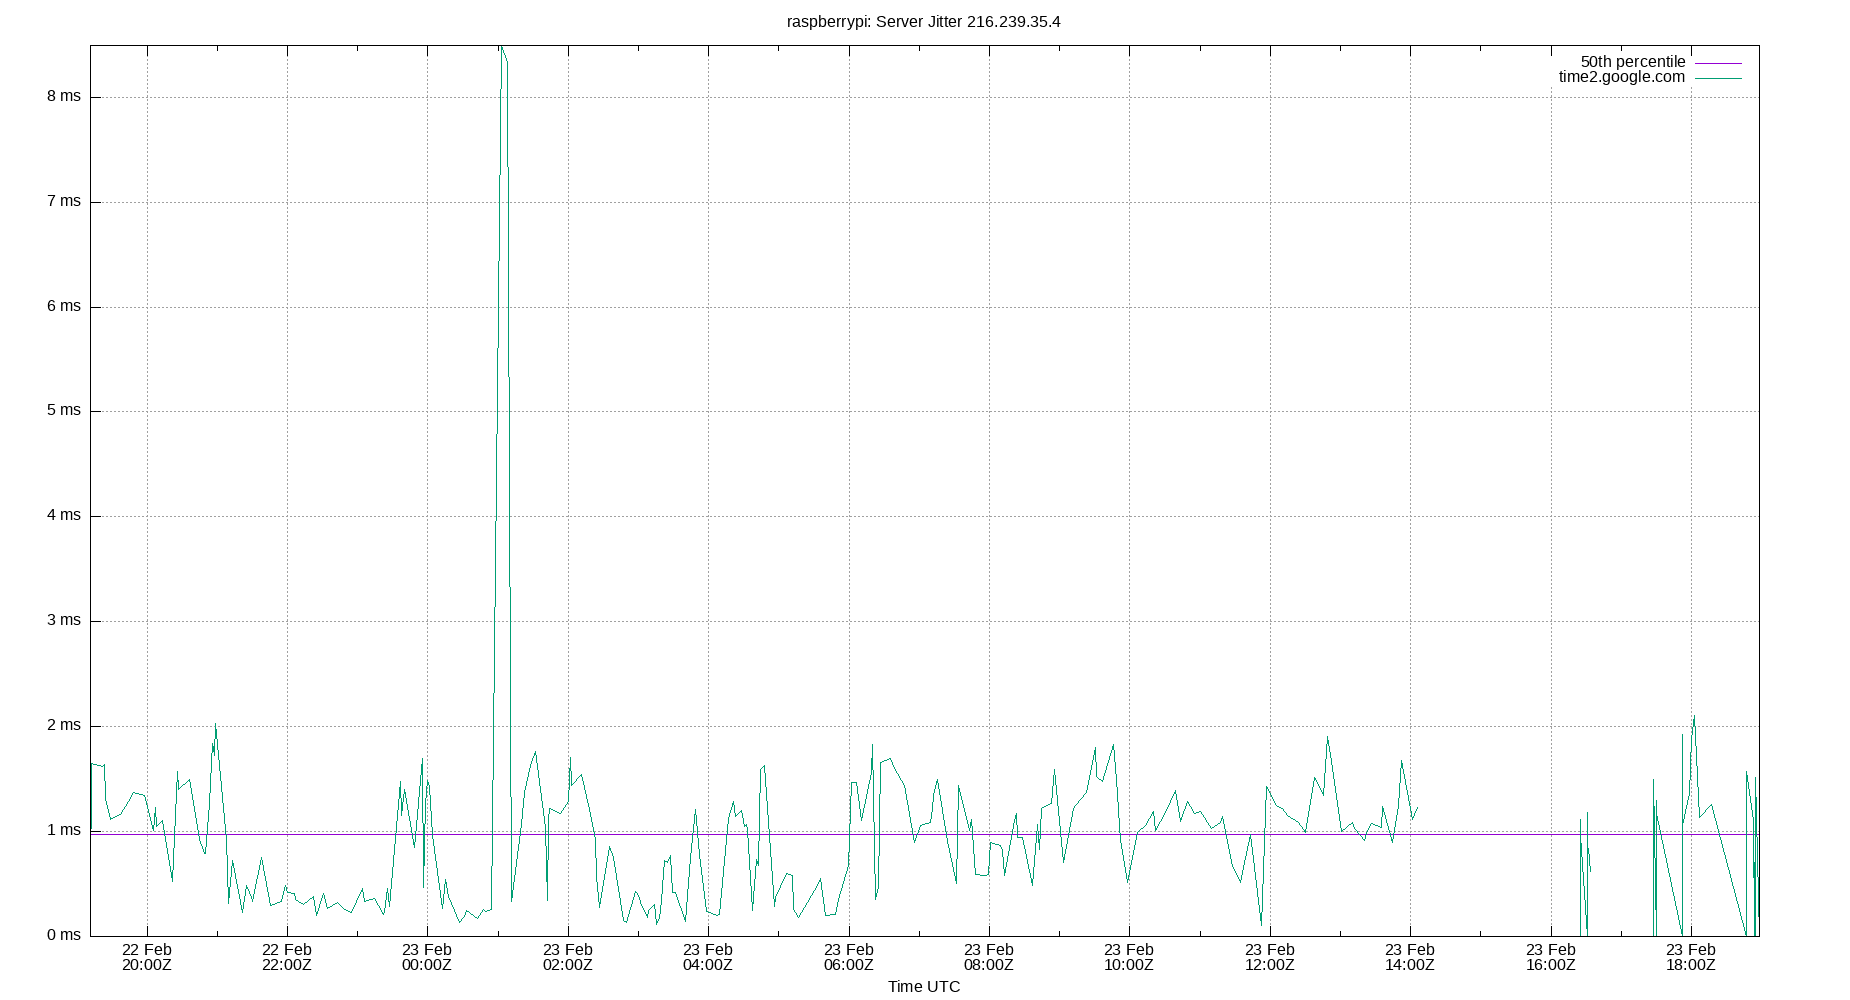 raspberrypi: Server Jitter 216.239.35.4
50th percentile
time2.google.com
8 ms
7 ms
6 ms
5 ms
4 ms
3 ms
2 ms
1 ms
0 ms
22 Feb 22 Feb 23 Feb 23 Feb 23 Feb 23 Feb 23 Feb 23 Feb 23 Feb 23 Feb 23 Feb 23 Feb
20:00Z 22:00Z 00:00Z 02:00Z 04:00Z 06:00Z 08:00Z 10:00Z 12:00Z 14:00Z 16:00Z 18:00Z
Time UTC